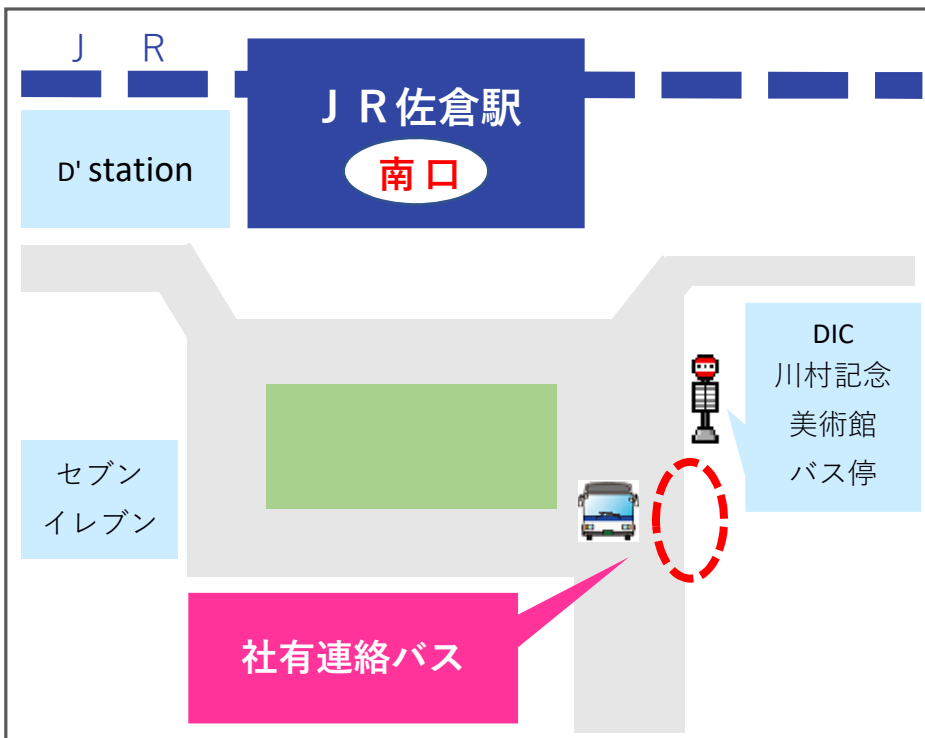 J R
JR佐倉駅
南口
D' station
DIC
川村記念
美術館
バス停
セブン
イレブン
社有連絡バス